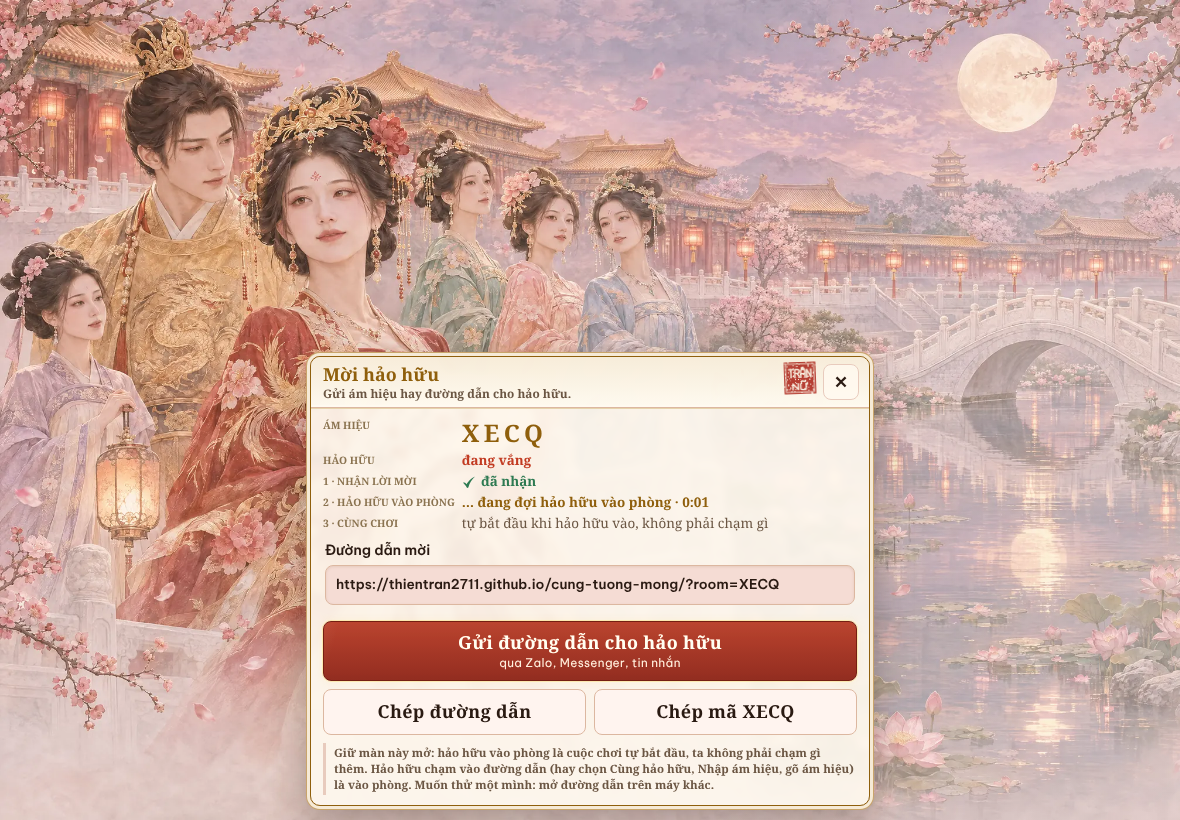 Mời hảo hữu
Gửi ám hiệu hay đường dẫn cho hảo hữu.
TRÂN
NỮ
×
ÁM HIỆU
XECQ
HẢO HỮU
đang vắng
1 · NHẬN LỜI MỜI
✓ đã nhận
2 · HẢO HỮU VÀO PHÒNG
... đang đợi hảo hữu vào phòng · 0:01
3 · CÙNG CHƠI
tự bắt đầu khi hảo hữu vào, không phải chạm gì
Đường dẫn mời
https://thientran2711.github.io/cung-tuong-mong/?room=XECQ
Gửi đường dẫn cho hảo hữu
qua Zalo, Messenger, tin nhắn
Chép đường dẫn
Chép mã XECQ
Giữ màn này mở: hảo hữu vào phòng là cuộc chơi tự bắt đầu, ta không phải chạm gì
thêm. Hảo hữu chạm vào đường dẫn (hay chọn Cùng hảo hữu, Nhập ám hiệu, gõ ám hiệu)
là vào phòng. Muốn thử một mình: mở đường dẫn trên máy khác.